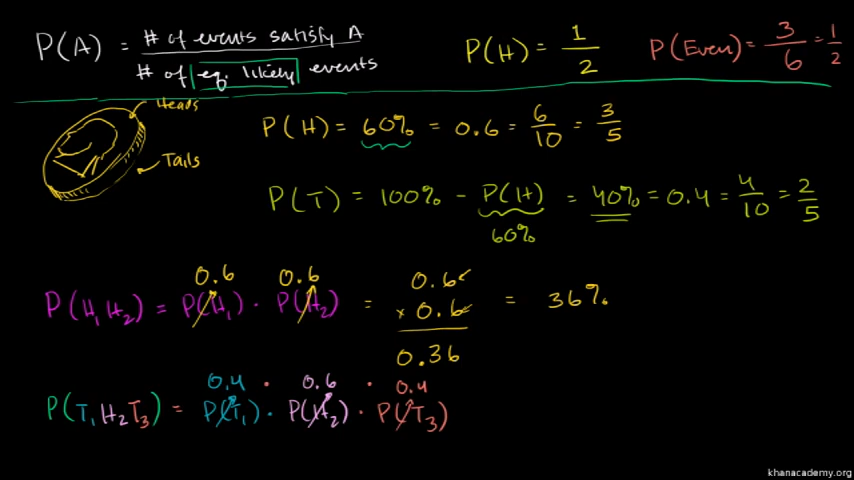 P(A) = # of events satisfy A / # of eq. likely events
P(H) = 1/2
P(Even) = 3/6 = 1/2
Heads
Tails
P(H) = 60% = 0.6 = 6/10 = 3/5
P(T) = 100% - P(H) = 40% = 0.4 = 4/10 = 2/5
60%
0.6 0.6
P(H₁H₂) = P(H₁) · P(H₂) = 0.6 × 0.6 = 36%
0.36
0.4 · 0.6 · 0.4
P(T₁H₂T₃) = P(T₁) · P(H₂) · P(T₃)
khanacademy.org